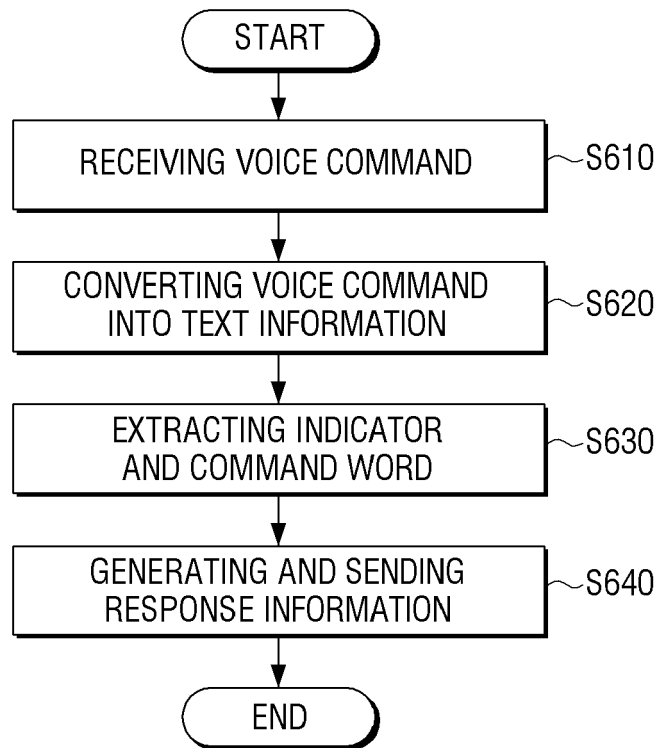 START
RECEIVING VOICE COMMAND
S610
CONVERTING VOICE COMMAND
INTO TEXT INFORMATION
S620
EXTRACTING INDICATOR
AND COMMAND WORD
S630
GENERATING AND SENDING
RESPONSE INFORMATION
S640
END